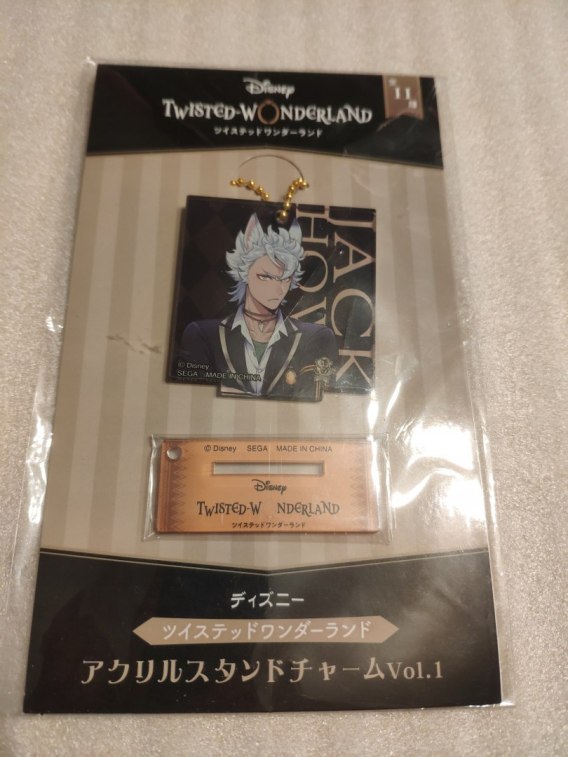 Disney
TWISTED-WONDERLAND
ツイステッドワンダーランド
全
11
種
JACK
HOW
© Disney
SEGA MADE IN CHINA
© Disney SEGA MADE IN CHINA
Disney
TWISTED-W NDERLAND
ツイステッドワンダーランド
ディズニー
ツイステッドワンダーランド
アクリルスタンドチャームVol.1